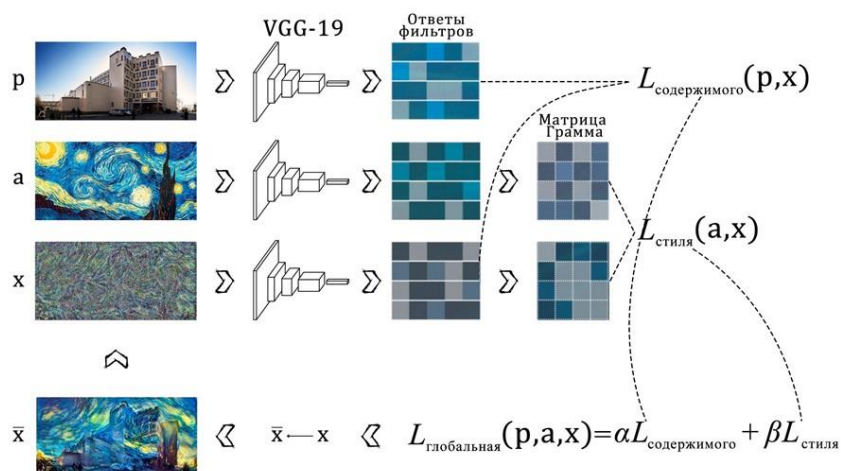 VGG-19
Ответы
фильтров
p
L содержимого (p,x)
Матрица
Грамма
a
L стиля (a,x)
x
x̅ x̅ ← x L глобальная (p,a,x)=αL содержимого + βL стиля